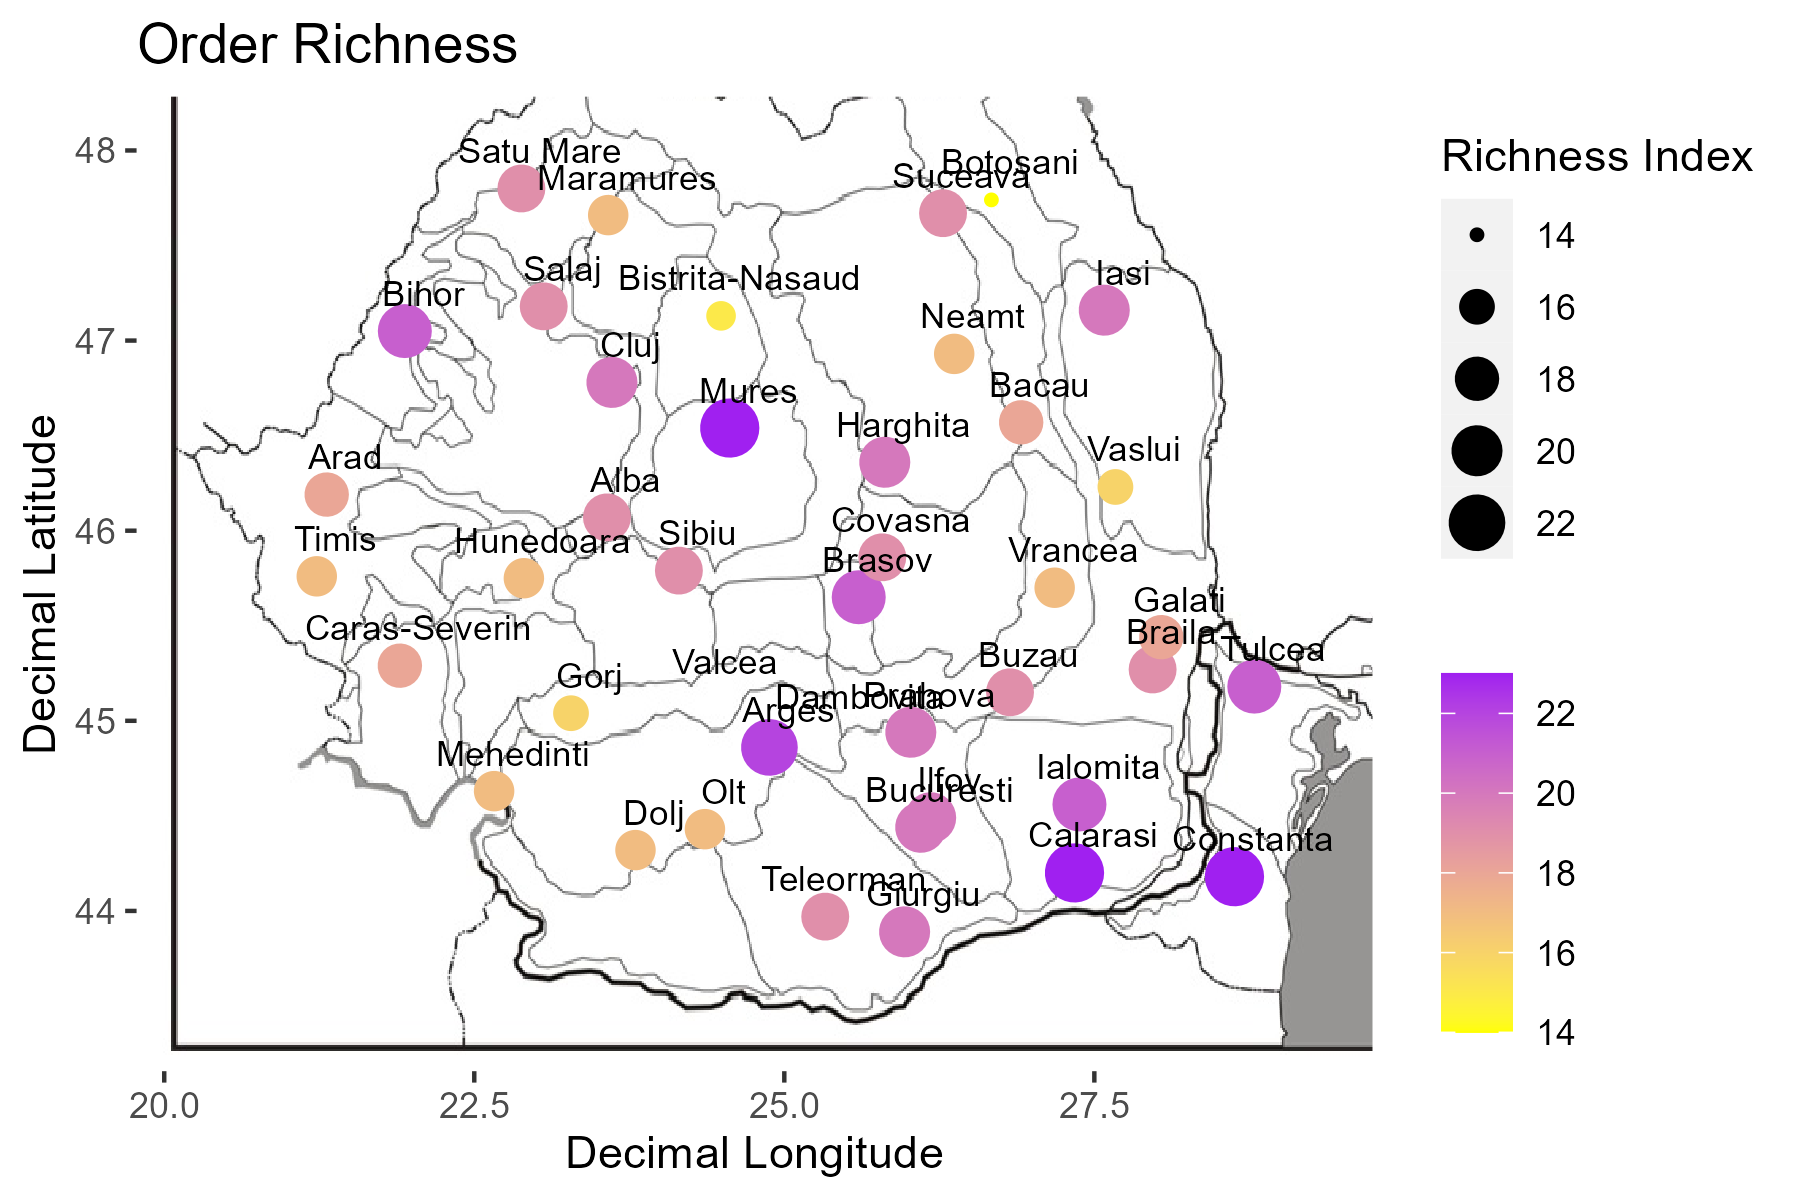 Order Richness
Decimal Latitude
48
47
46
45
44
Satu Mare
Maramures
Botosani
Suceava
Salaj
Bistrita-Nasaud
Iasi
Bihor
Neamt
Cluj
Mures
Bacau
Harghita
Vaslui
Arad
Alba
Covasna
Timis
Hunedoara
Sibiu
Brasov
Vrancea
Galati
Caras-Severin
Braila
Tulcea
Gorj
Valcea
Buzau
Dambovita
Prahova
Arges
Mehedinti
Ialomita
Ilfov
Bucuresti
Olt
Dolj
Calarasi
Constanta
Teleorman
Giurgiu
20.0
22.5
25.0
27.5
Decimal Longitude
Richness Index
14
16
18
20
22
22
20
18
16
14